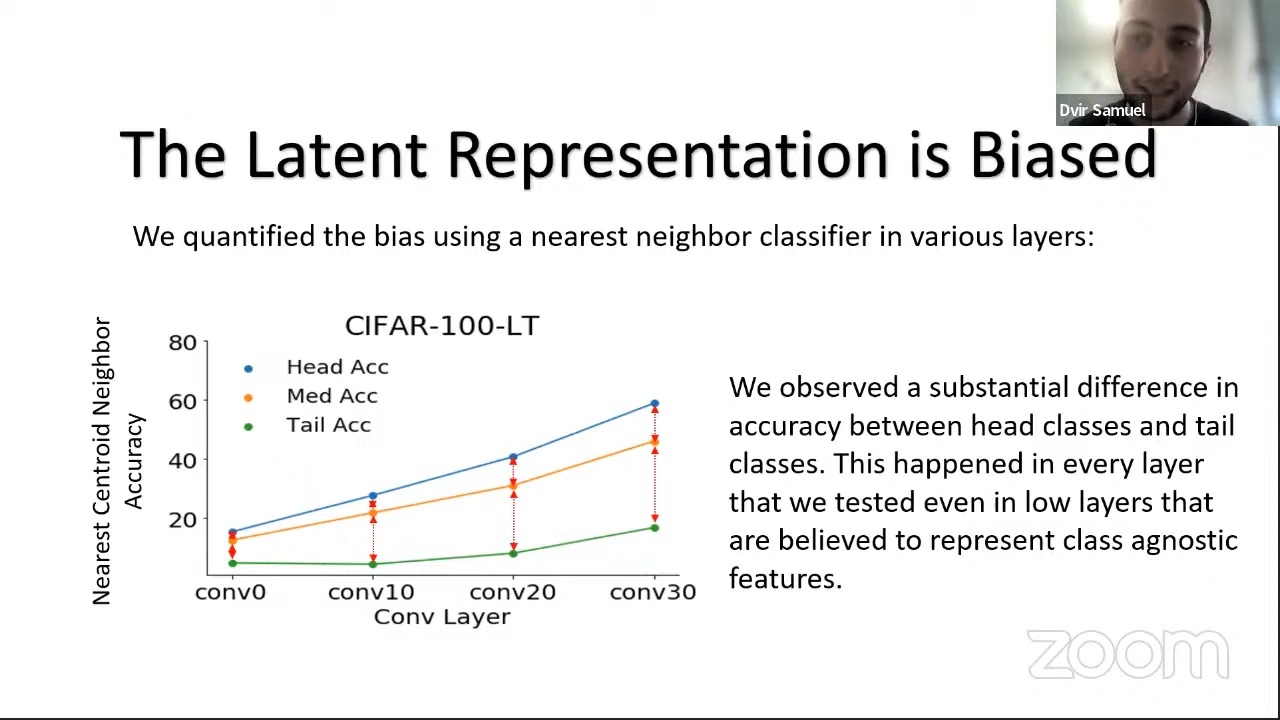 Dvir Samuel
The Latent Representation is Biased
We quantified the bias using a nearest neighbor classifier in various layers:
Nearest Centroid Neighbor
Accuracy
CIFAR-100-LT
80
60
40
20
Head Acc
Med Acc
Tail Acc
conv0 conv10 conv20 conv30
Conv Layer
We observed a substantial difference in
accuracy between head classes and tail
classes. This happened in every layer
that we tested even in low layers that
are believed to represent class agnostic
features.
zoom